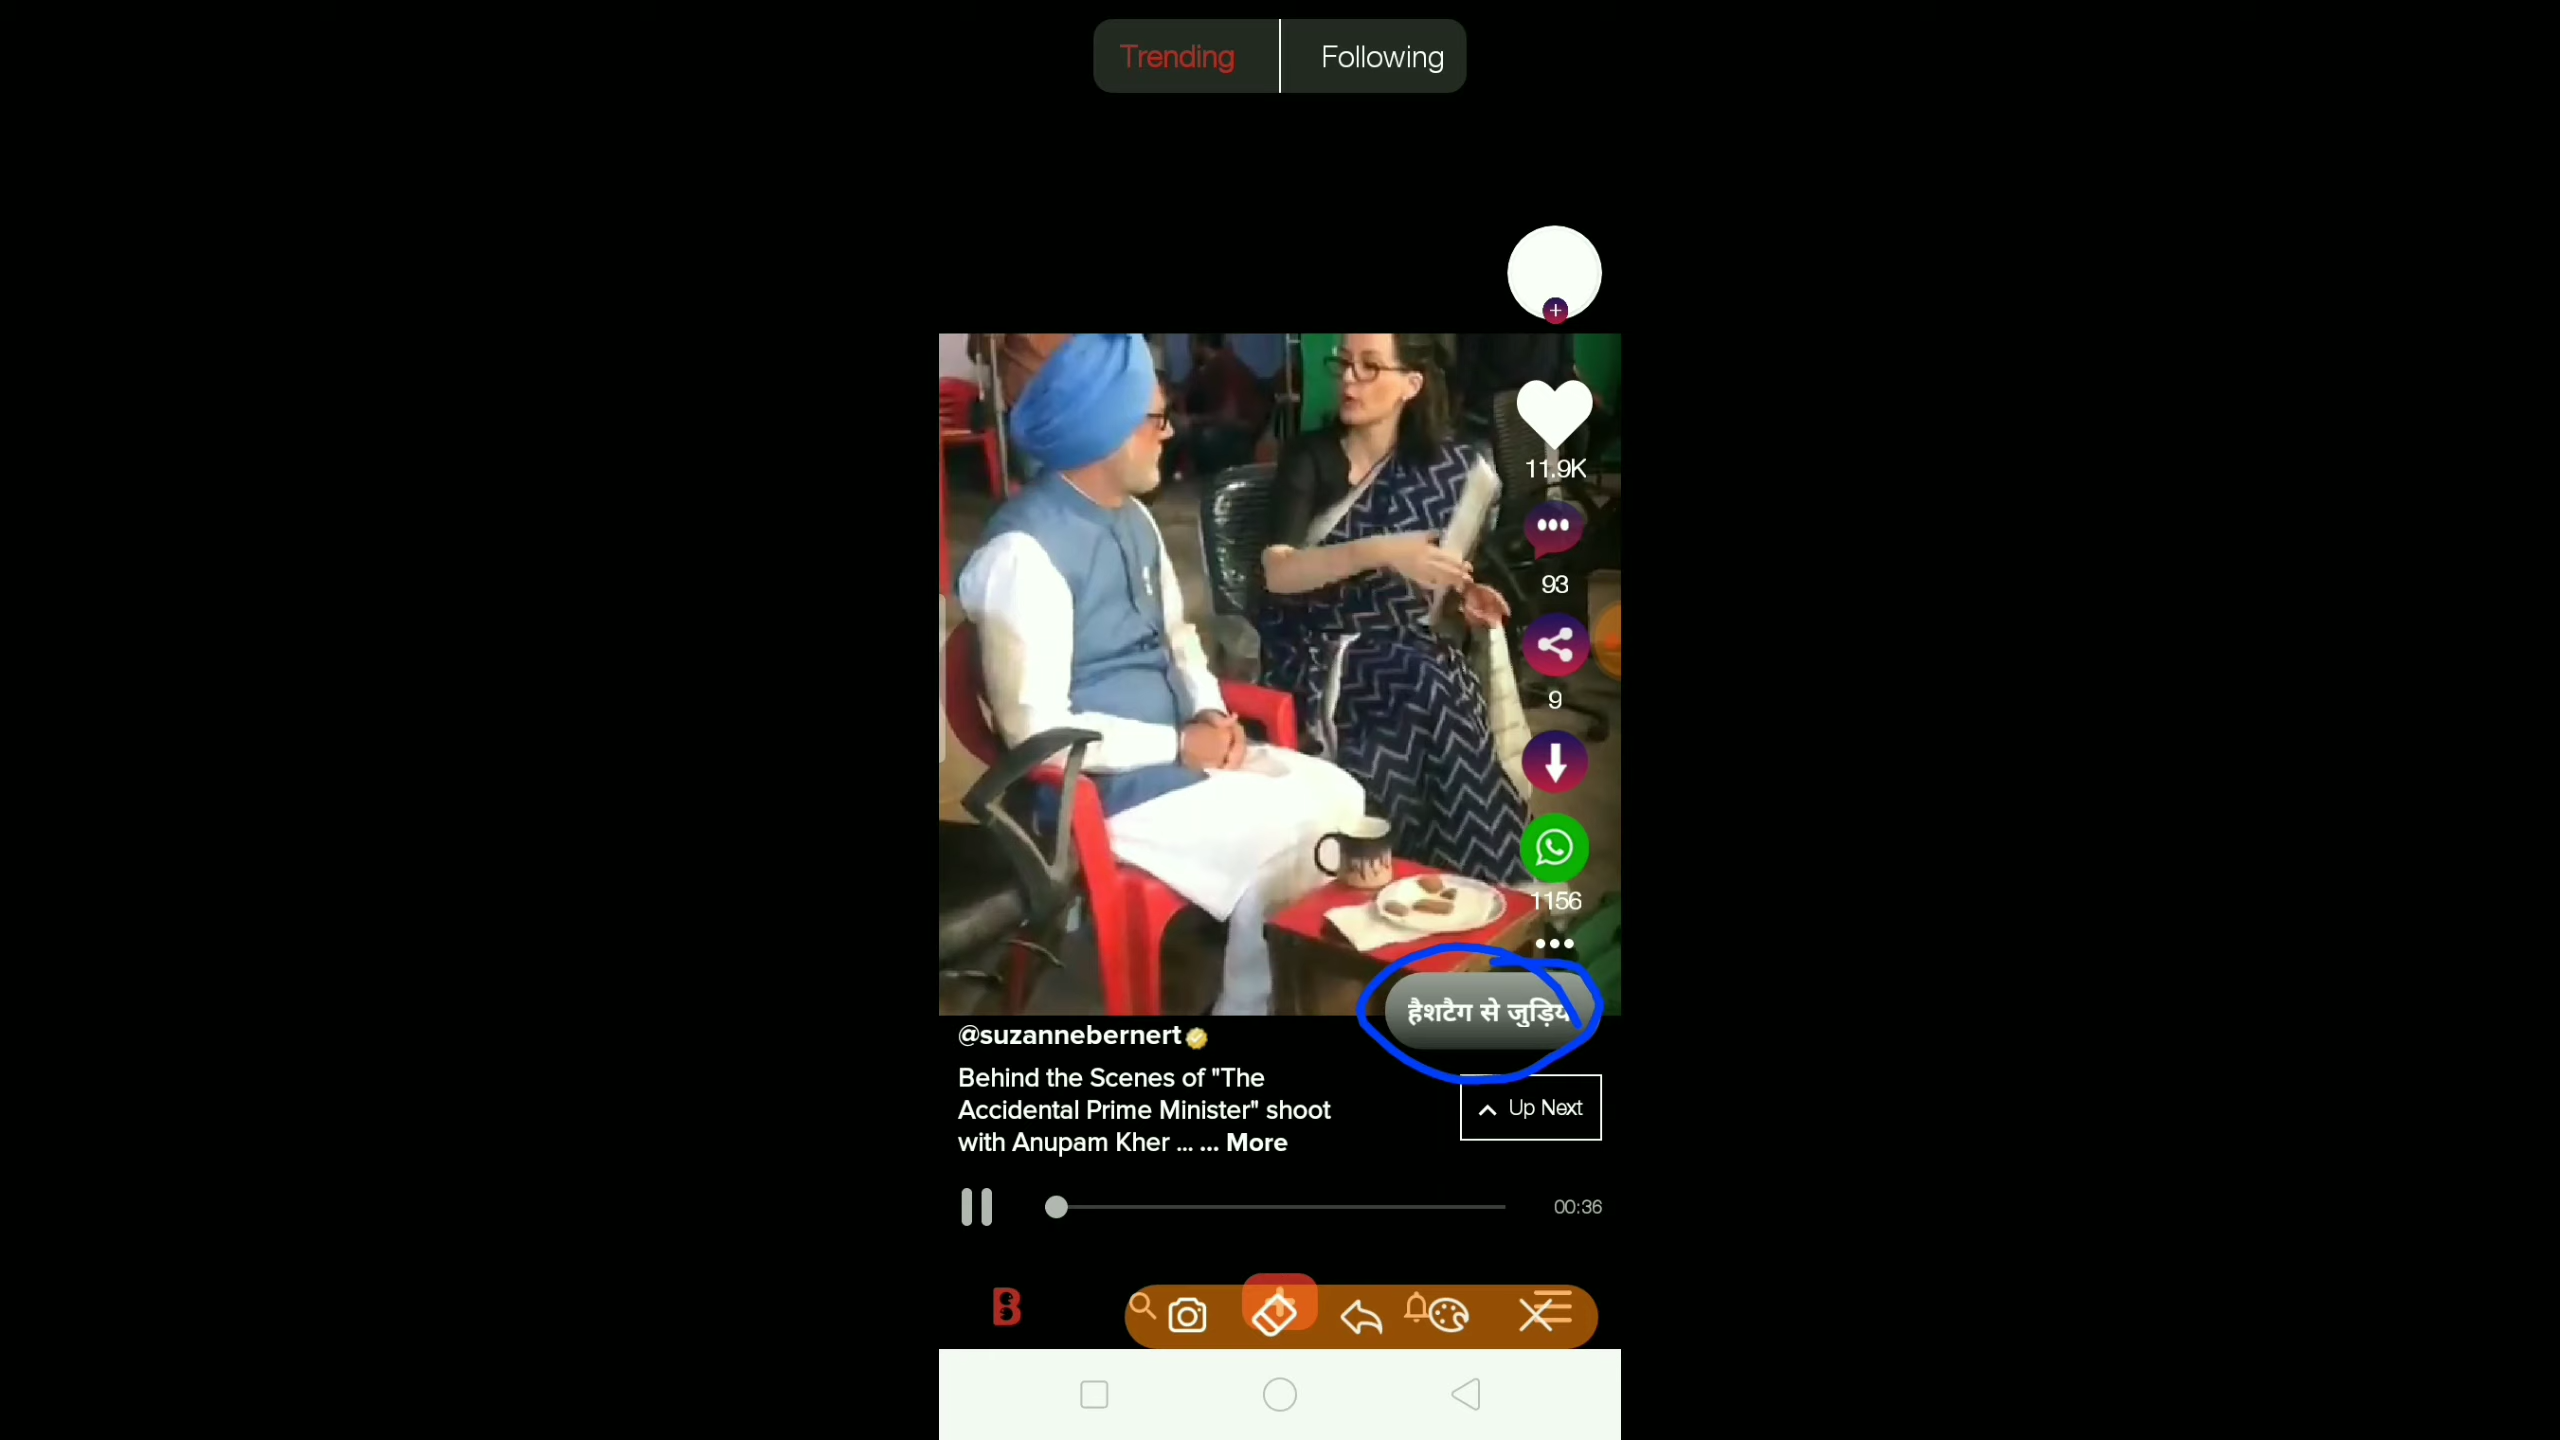 Trending
Following
11.9K
93
9
1156
हैशटैग से जुड़िये
@suzannebernert
Behind the Scenes of "The
Accidental Prime Minister" shoot
with Anupam Kher ... ... More
Up Next
00:36